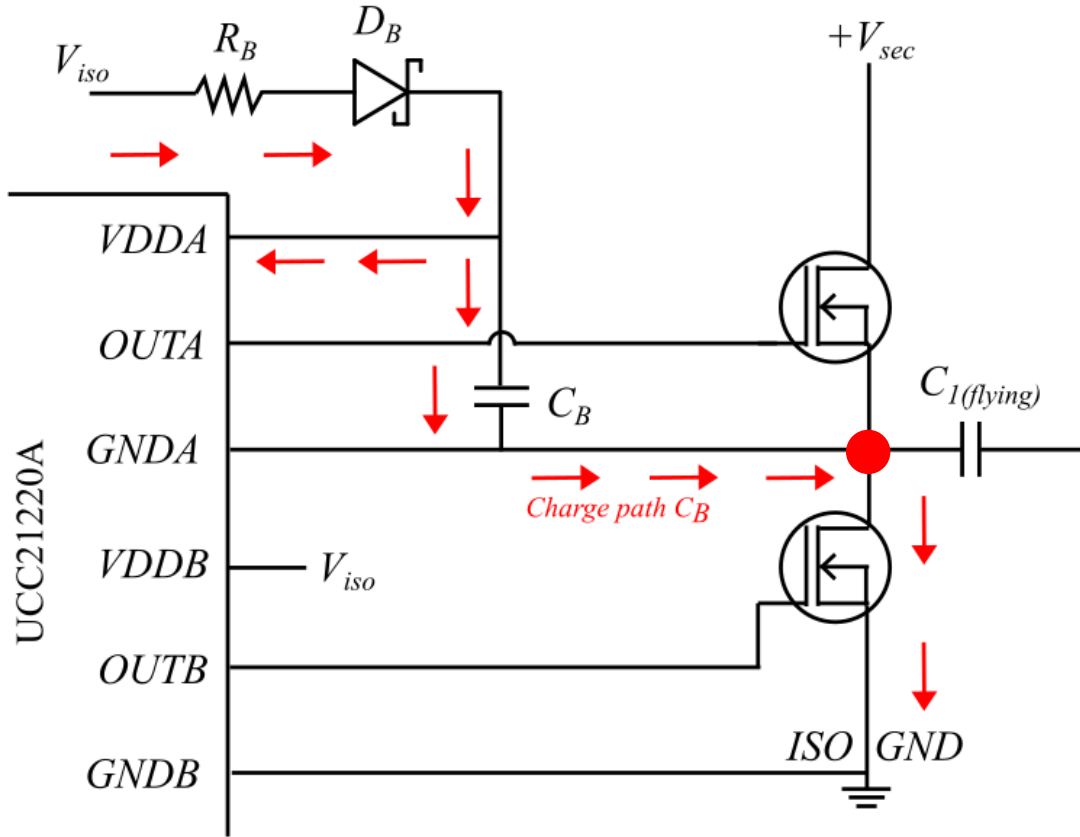 R_B
D_B
V_iso
+V_sec
VDDA
OUTA
C_B
C_1(flying)
GNDA
Charge path C_B
UCC21220A
VDDB
V_iso
OUTB
ISO GND
GNDB